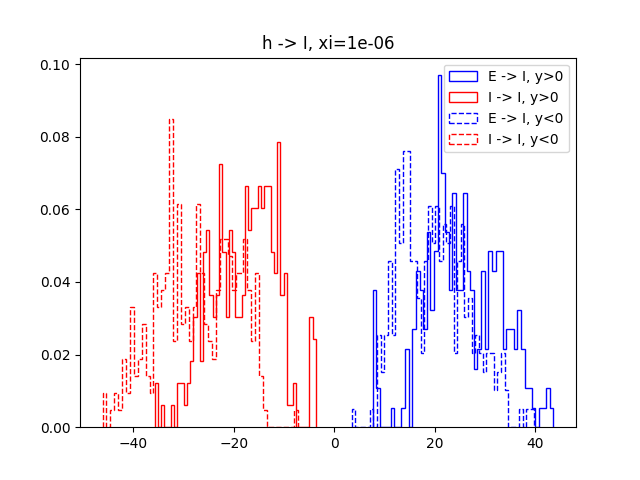 h -> I, xi=1e-06
0.10
0.08
0.06
0.04
0.02
0.00
E -> I, y>0
I -> I, y>0
E -> I, y<0
I -> I, y<0
−40 −20 0 20 40